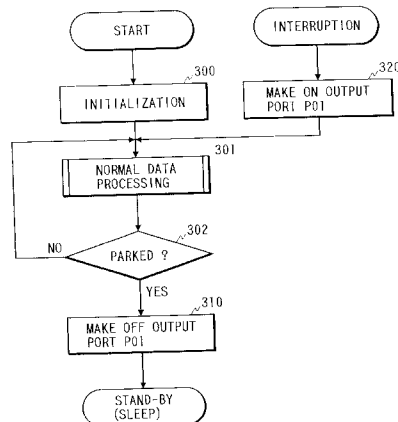 START
INTERRUPTION
300
INITIALIZATION
320
MAKE ON OUTPUT
PORT P01
301
NORMAL DATA
PROCESSING
302
NO
PARKED ?
YES
310
MAKE OFF OUTPUT
PORT P01
STAND-BY
(SLEEP)